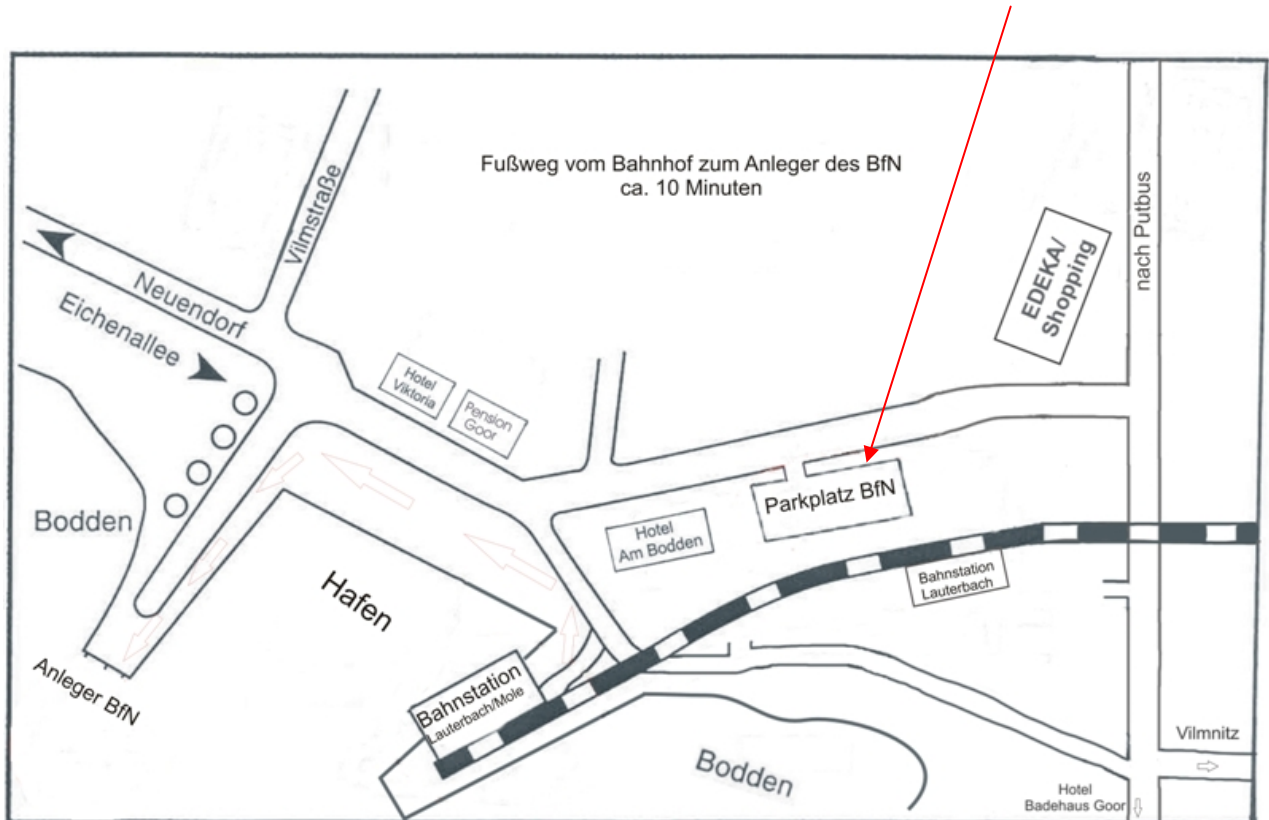 Fußweg vom Bahnhof zum Anleger des BfN
ca. 10 Minuten
Vilmstraße
nach Putbus
EDEKA/
Shopping
Neuendorf
Eichenallee
Hotel
Viktoria
Pension
Goor
Parkplatz BfN
Bodden
Hotel
Am Bodden
Hafen
Bahnstation
Lauterbach
Anleger BfN
Bahnstation
Lauterbach/Mole
Bodden
Vilmnitz
Hotel
Badehaus Goor